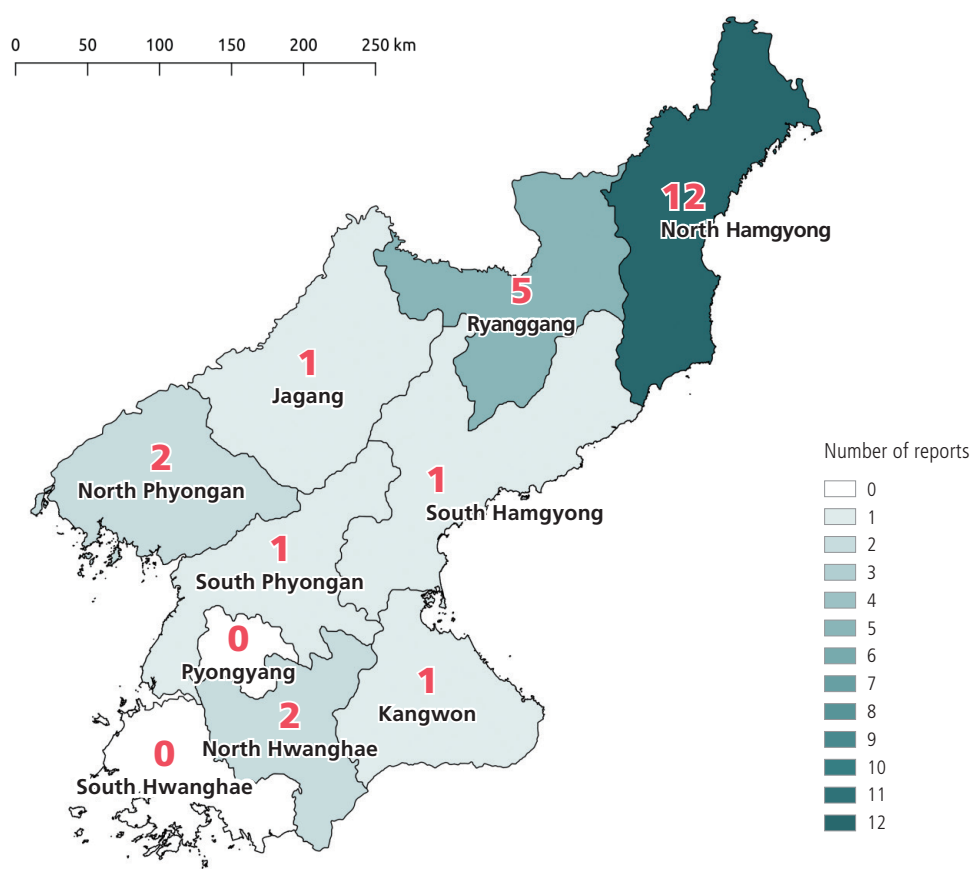 0 50 100 150 200 250 km
12
North Hamgyong
5
Ryanggang
1
Jagang
2
North Phyongan
1
South Hamgyong
1
South Phyongan
0
Pyongyang
1
Kangwon
2
North Hwanghae
0
South Hwanghae
Number of reports
0
1
2
3
4
5
6
7
8
9
10
11
12